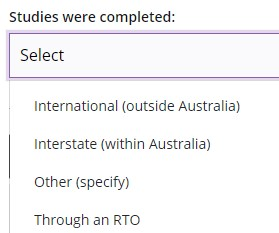 Studies were completed:
Select
International (outside Australia)
Interstate (within Australia)
Other (specify)
Through an RTO